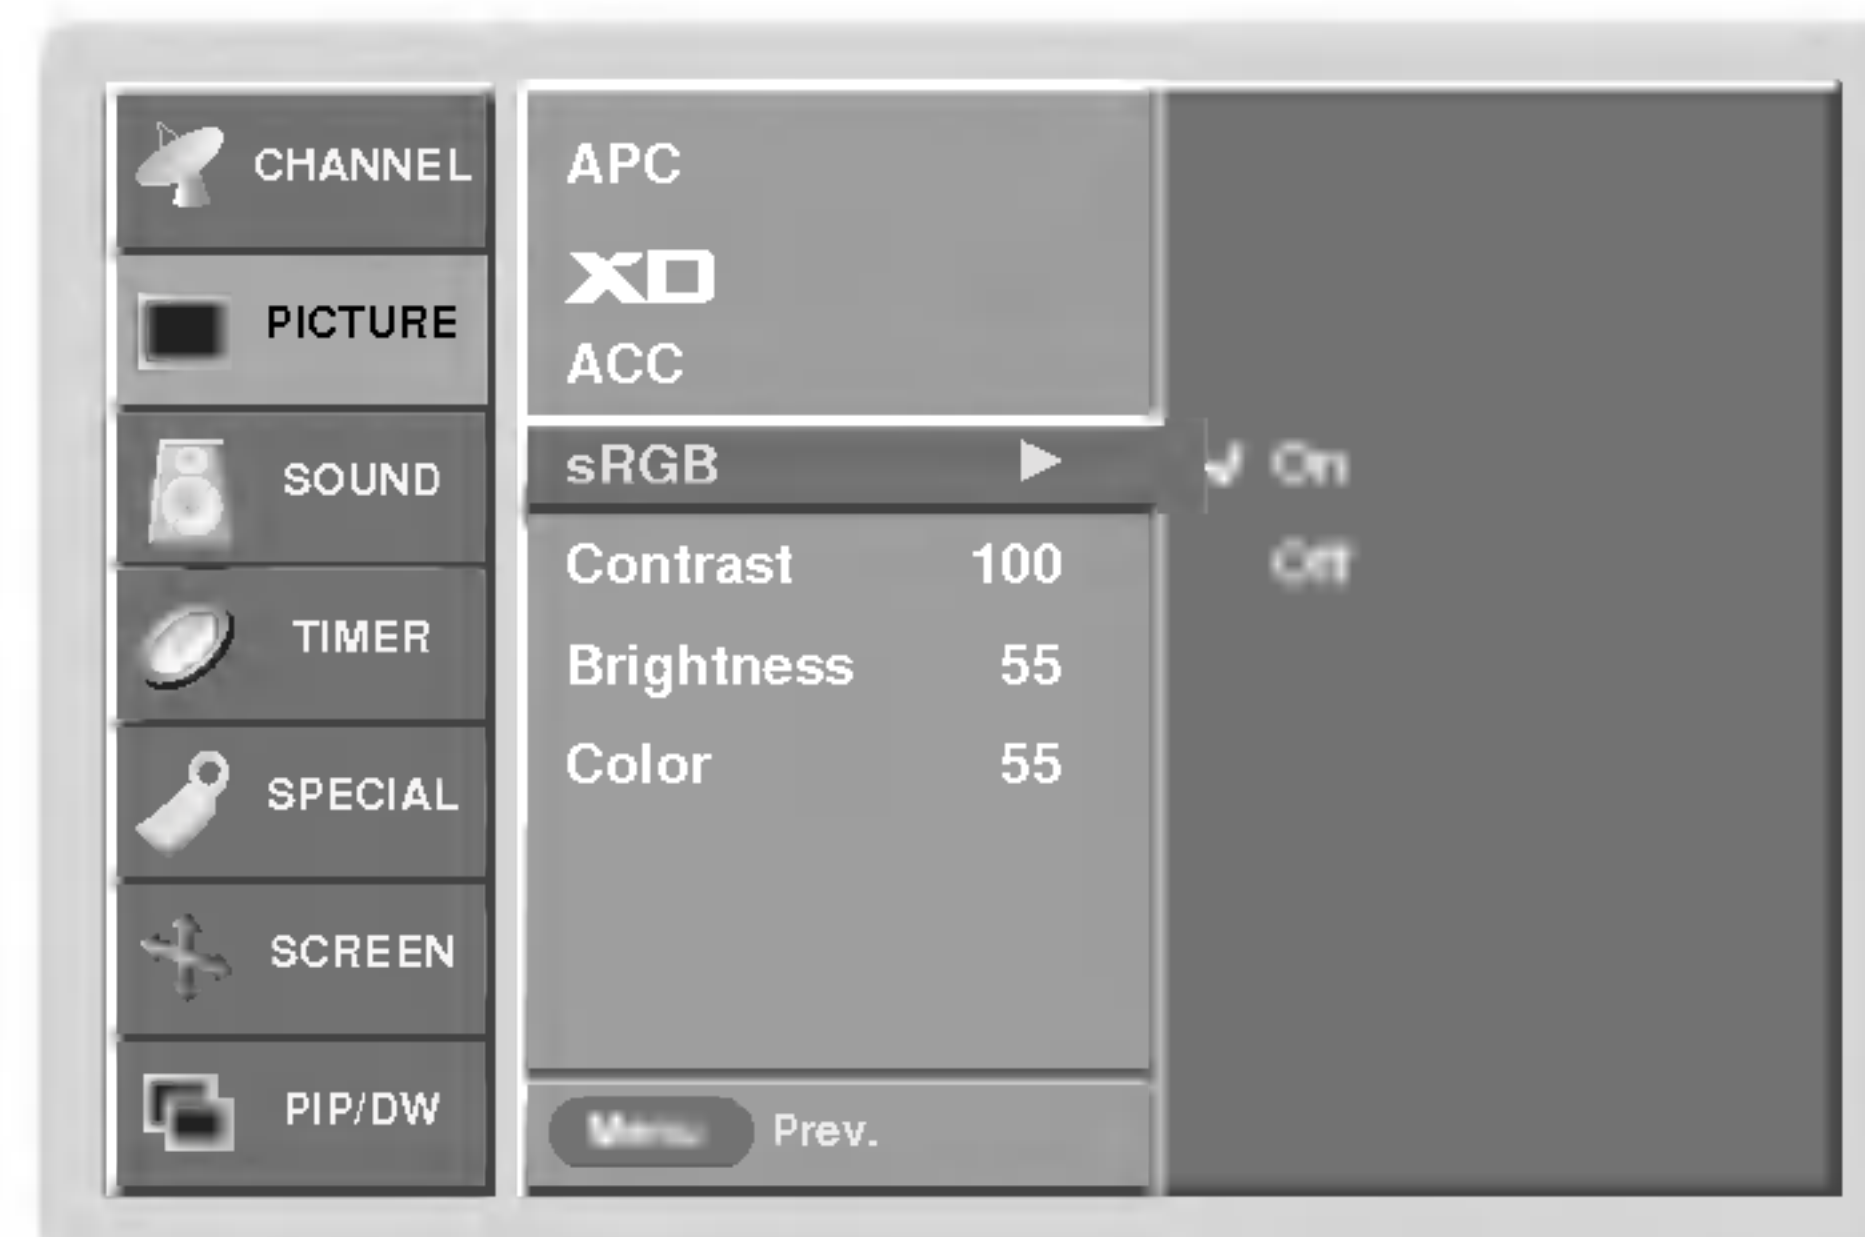 CHANNEL
PICTURE
SOUND
TIMER
SPECIAL
SCREEN
PIP/DW
APC
XD
ACC
sRGB
Contrast 100
Brightness 55
Color 55
Menu Prev.
On
Off